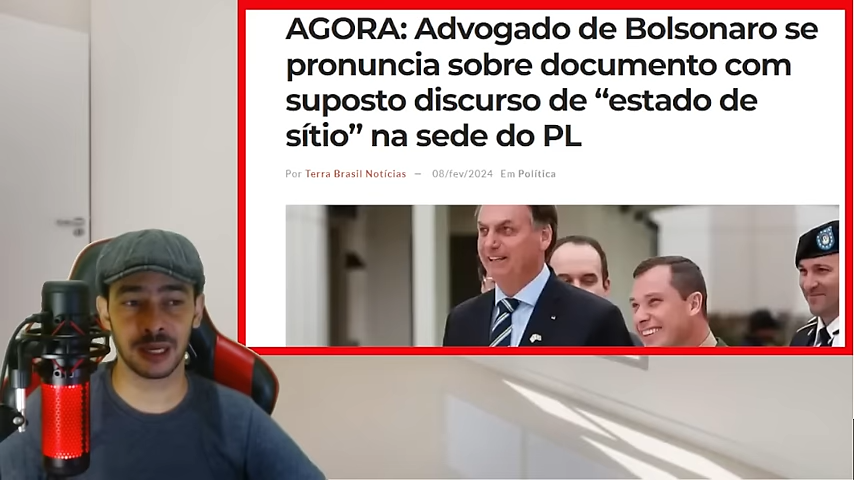 AGORA: Advogado de Bolsonaro se
pronuncia sobre documento com
suposto discurso de “estado de
sítio” na sede do PL
Por Terra Brasil Notícias — 08/fev/2024 Em Política